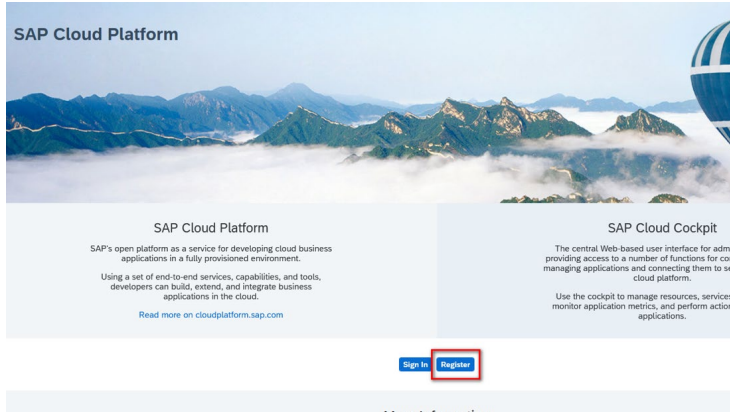 SAP Cloud Platform
SAP Cloud Platform
SAP's open platform as a service for developing cloud business
applications in a fully provisioned environment.
Using a set of end-to-end services, capabilities, and tools,
developers can build, extend, and integrate business
applications in the cloud.
Read more on cloudplatform.sap.com
SAP Cloud Cockpit
The central Web-based user interface for adm
providing access to a number of functions for co
managing applications and connecting them to se
cloud platform.
Use the cockpit to manage resources, services
monitor application metrics, and perform action
applications.
Sign In
Register